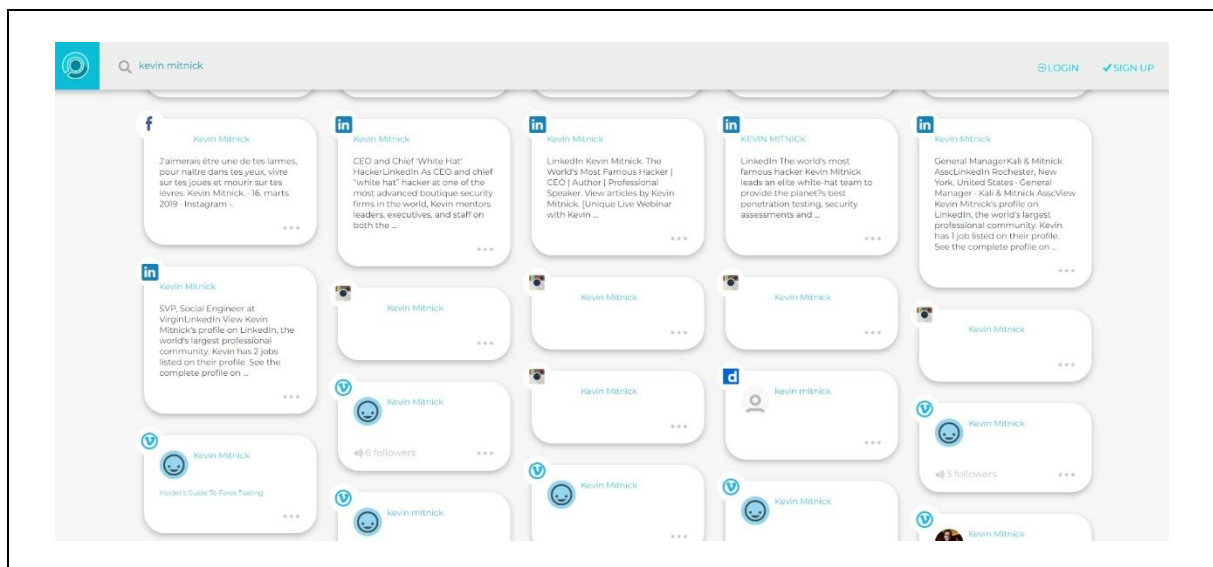 kevin mitnick
LOGIN
SIGN UP
Kevin Mitnick
J'aimerais être une de tes larmes,
pour naitre dans tes yeux, vivre
sur tes joues et mourir sur tes
lèvres. Kevin Mitnick. · 16. marts
2019 · Instagram ·.
Kevin Mitnick
SVP, Social Engineer at
VirginLinkedIn View Kevin
Mitnick's profile on LinkedIn, the
world's largest professional
community. Kevin has 2 jobs
listed on their profile. See the
complete profile on ...
Kevin Mitnick
Insider's Guide To Forex Trading
Kevin Mitnick
CEO and Chief 'White Hat'
HackerLinkedIn As CEO and chief
"white hat" hacker at one of the
most advanced boutique security
firms in the world, Kevin mentors
leaders, executives, and staff on
both the ...
Kevin Mitnick
Kevin Mitnick
6 followers
kevin mitnick
Kevin Mitnick
LinkedIn Kevin Mitnick. The
World's Most Famous Hacker |
CEO | Author | Professional
Speaker. View articles by Kevin
Mitnick. [Unique Live Webinar
with Kevin ...
Kevin Mitnick
Kevin Mitnick
Kevin Mitnick
KEVIN MITNICK
LinkedIn The world's most
famous hacker Kevin Mitnick
leads an elite white-hat team to
provide the planet?s best
penetration testing, security
assessments and ...
Kevin Mitnick
kevin mitnick
Kevin Mitnick
Kevin Mitnick
General ManagerKali & Mitnick
AsscLinkedIn Rochester, New
York, United States · General
Manager · Kali & Mitnick AsscView
Kevin Mitnick's profile on
LinkedIn, the world's largest
professional community. Kevin
has 1 job listed on their profile.
See the complete profile on ...
Kevin Mitnick
Kevin Mitnick
3 followers
Kevin Mitnick